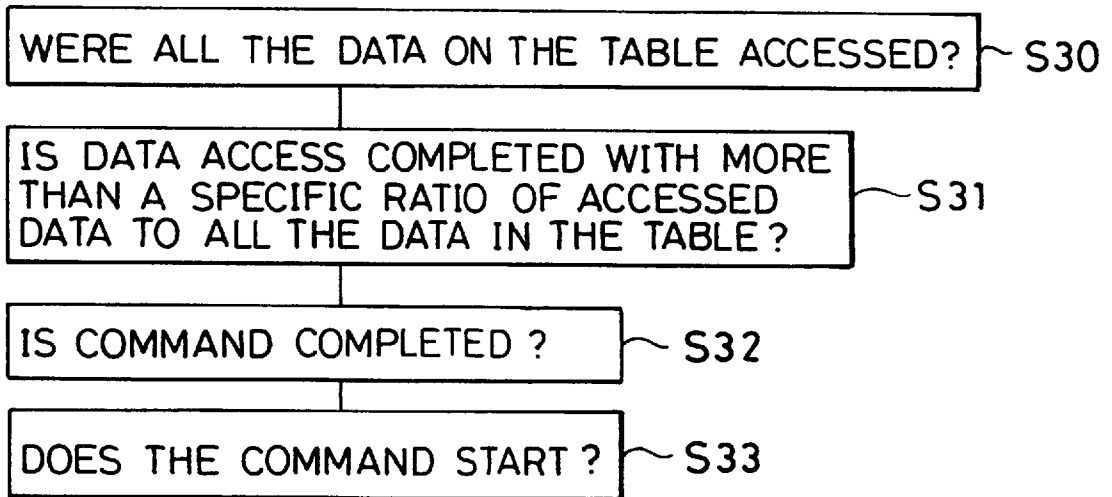 WERE ALL THE DATA ON THE TABLE ACCESSED? S30
IS DATA ACCESS COMPLETED WITH MORE
THAN A SPECIFIC RATIO OF ACCESSED S31
DATA TO ALL THE DATA IN THE TABLE?
IS COMMAND COMPLETED? S32
DOES THE COMMAND START? S33